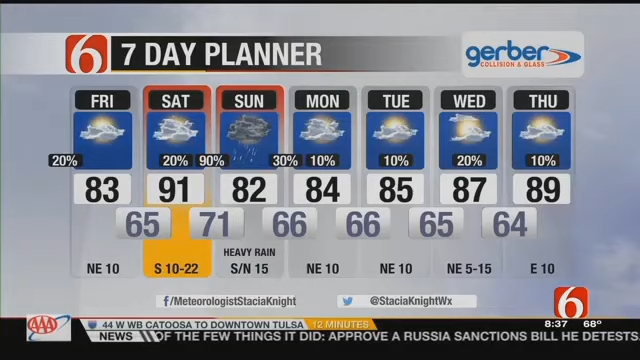 6 7 DAY PLANNER
gerber
COLLISION & GLASS
FRI SAT SUN MON TUE WED THU
20% 20% 90% 30% 10% 10% 20% 10%
83 91 82 84 85 87 89
65 71 66 66 65 64
HEAVY RAIN
NE 10 S 10-22 S/N 15 NE 10 NE 10 NE 5-15 E 10
f/MeteorologistStaciaKnight @StaciaKnightWx
6
AAA 44 W WB CATOOSA TO DOWNTOWN TULSA 12 MINUTES 8:37 68°
NEWS OF THE FEW THINGS IT DID: APPROVE A RUSSIA SANCTIONS BILL HE DETESTS